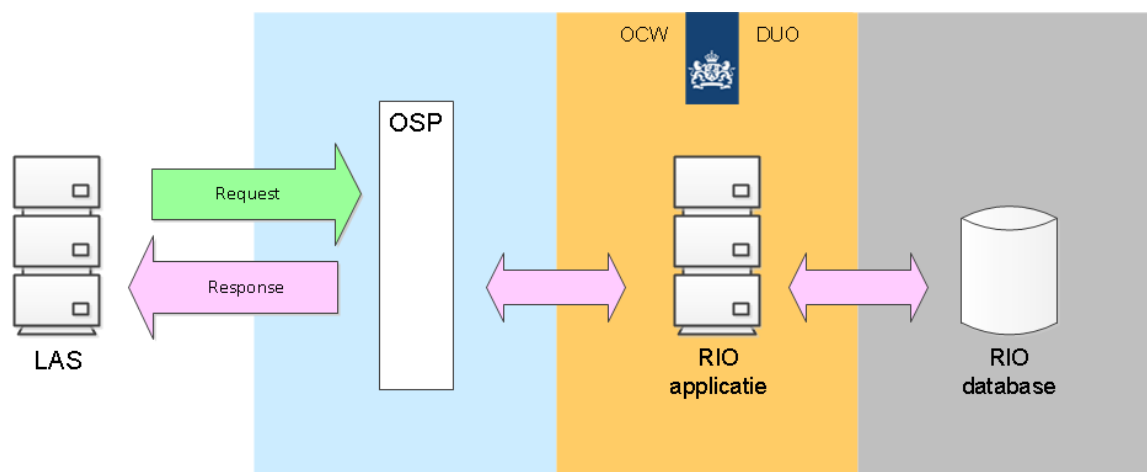 OCW
DUO
OSP
Request
Response
LAS
RIO
applicatie
RIO
database